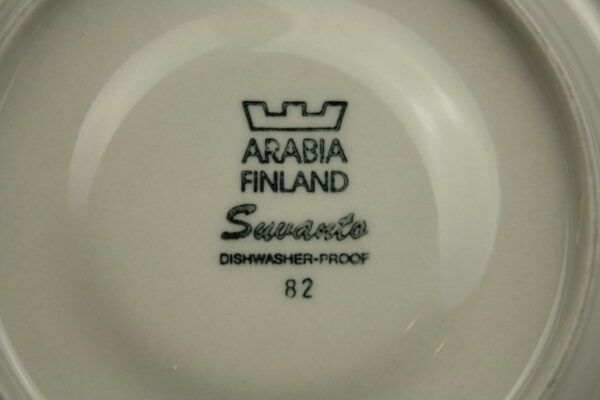 ARABIA
FINLAND
Suvanto
DISHWASHER-PROOF
82